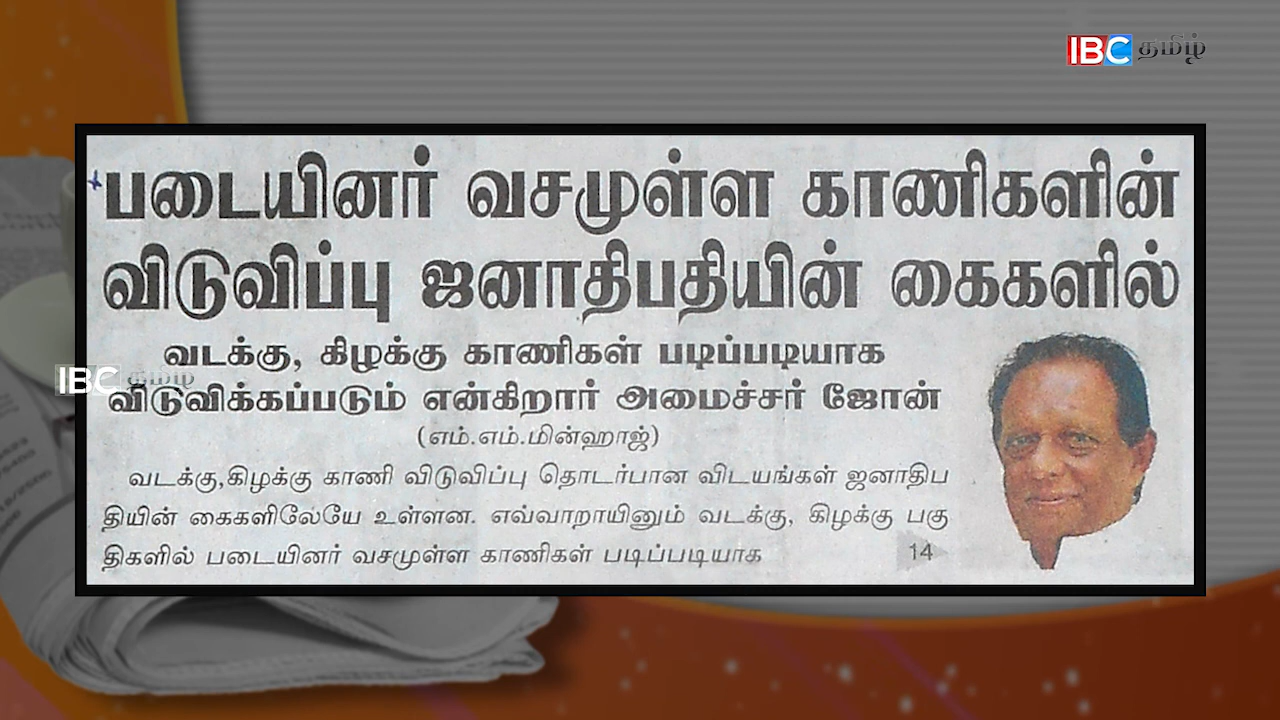 IBC தமிழ்
படையினர் வசமுள்ள காணிகளின்
விடுவிப்பு ஜனாதிபதியின் கைகளில்
வடக்கு, கிழக்கு காணிகள் படிப்படியாக
விடுவிக்கப்படும் என்கிறார் அமைச்சர் ஜோன்
(எம்.எம்.மின்ஹாஜ்)
வடக்கு,கிழக்கு காணி விடுவிப்பு தொடர்பான விடயங்கள் ஜனாதிப
தியின் கைகளிலேயே உள்ளன. எவ்வாறாயினும் வடக்கு, கிழக்கு பகு
திகளில் படையினர் வசமுள்ள காணிகள் படிப்படியாக
14
IBC தமிழ்